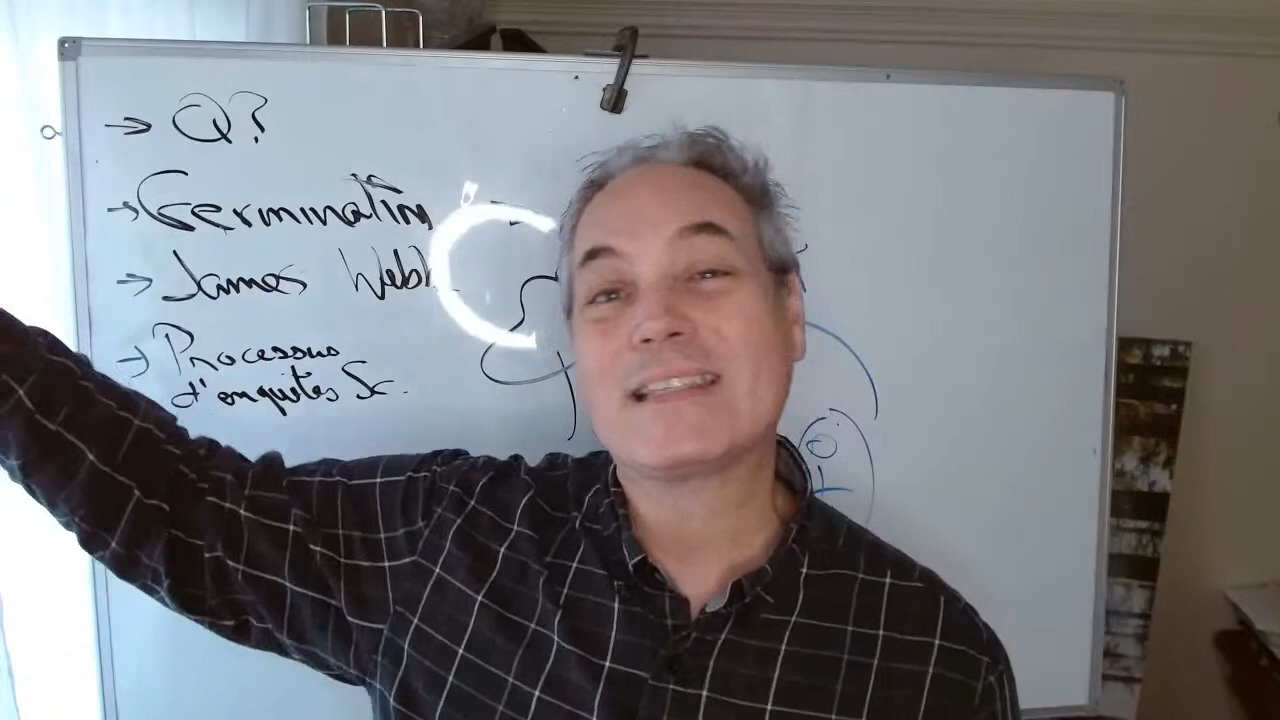 → Q?
→ Germination
→ James Webb
→ Processus
d'enquêtes Sc.